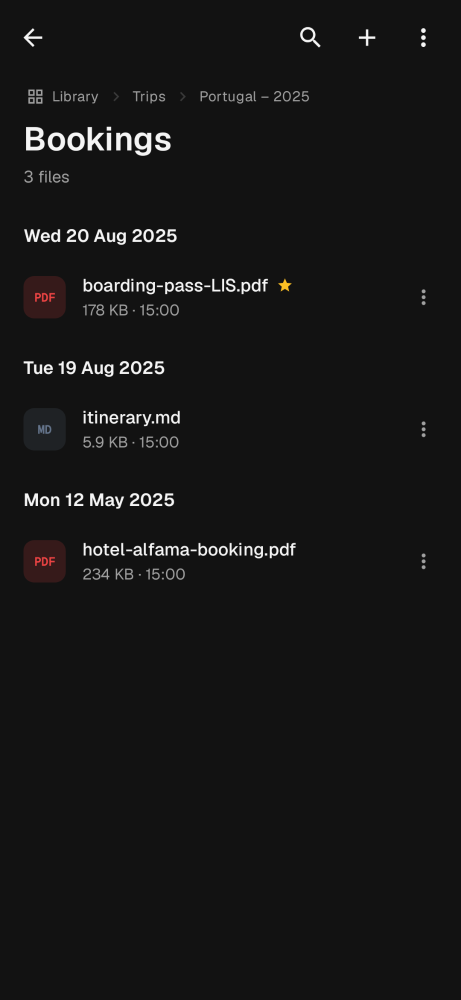 Library > Trips > Portugal – 2025
Bookings
3 files
Wed 20 Aug 2025
PDF
boarding-pass-LIS.pdf
178 KB · 15:00
Tue 19 Aug 2025
MD
itinerary.md
5.9 KB · 15:00
Mon 12 May 2025
PDF
hotel-alfama-booking.pdf
234 KB · 15:00